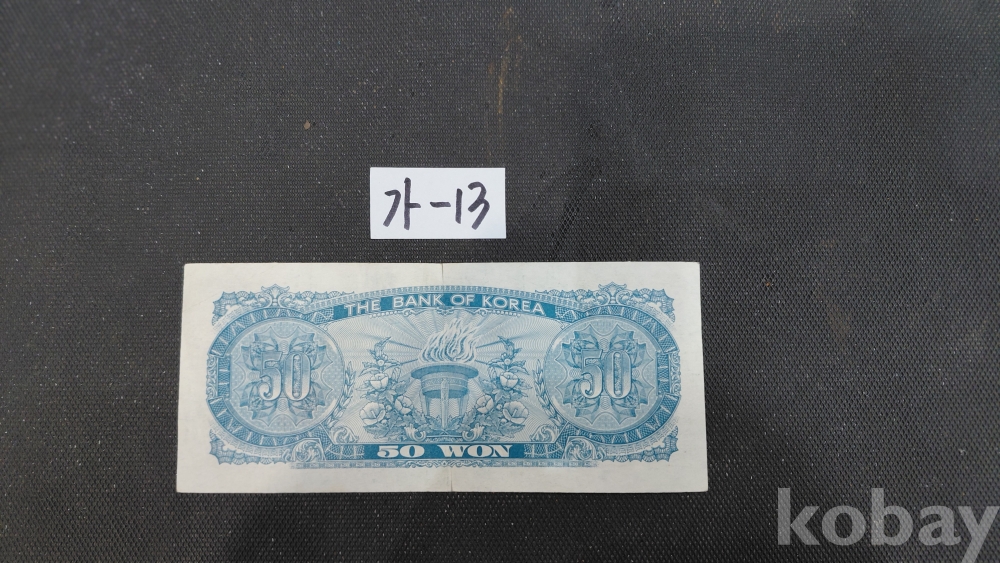 가-13
THE BANK OF KOREA
50 50
50 WON
kobay